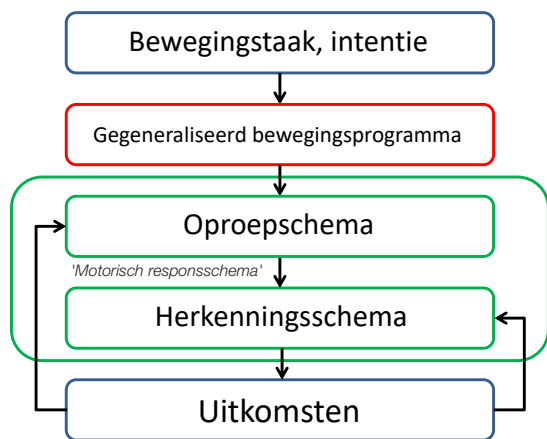 Bewegingstaak, intentie
Gegeneraliseerd bewegingsprogramma
Oproepschema
'Motorisch responsschema'
Herkenningsschema
Uitkomsten